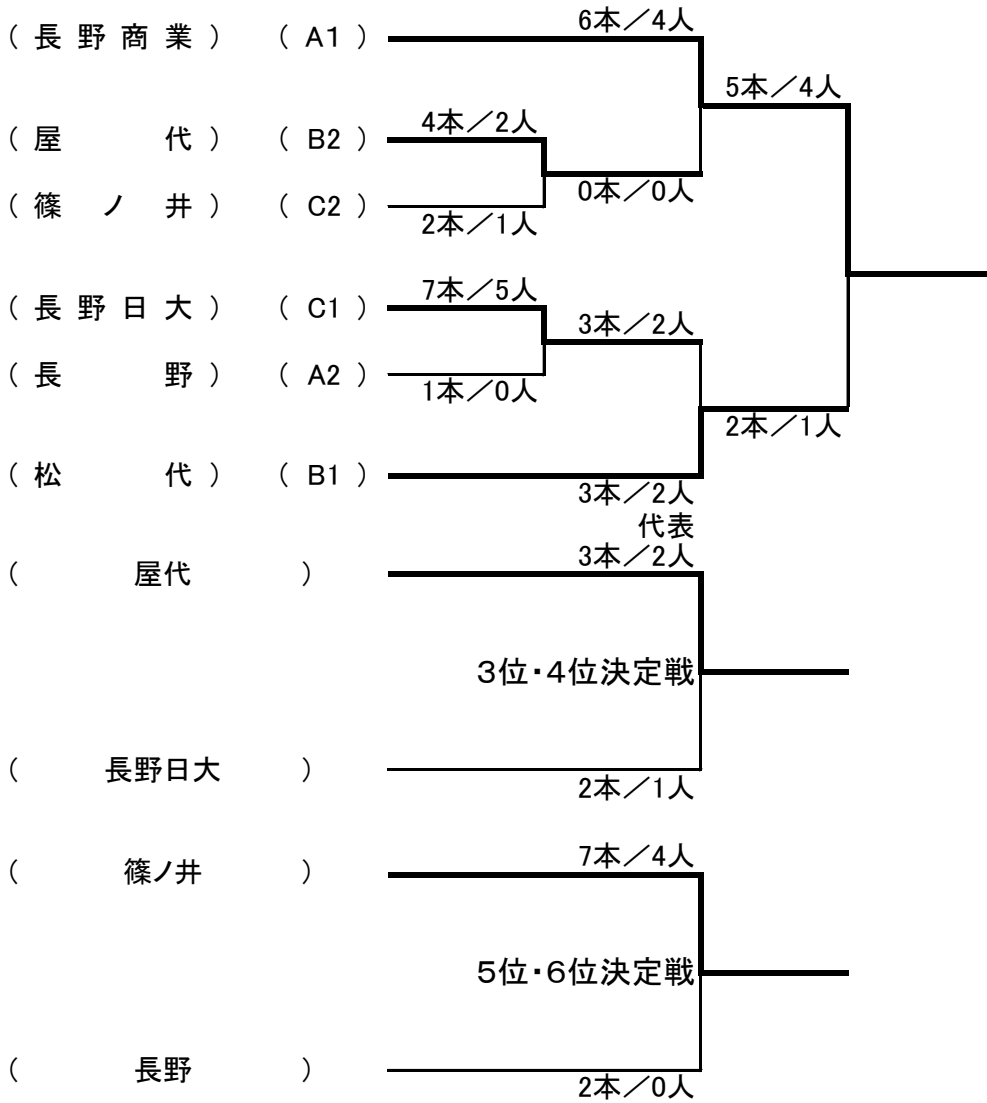 6本／4人
(長野商業) (A1)
5本／4人
4本／2人
(屋代) (B2)
0本／0人
(篠ノ井) (C2)
2本／1人
7本／5人
(長野日大) (C1)
3本／2人
(長野) (A2)
1本／0人
2本／1人
(松代) (B1)
3本／2人
代表
3本／2人
(屋代)
3位・4位決定戦
(長野日大)
2本／1人
7本／4人
(篠ノ井)
5位・6位決定戦
(長野)
2本／0人